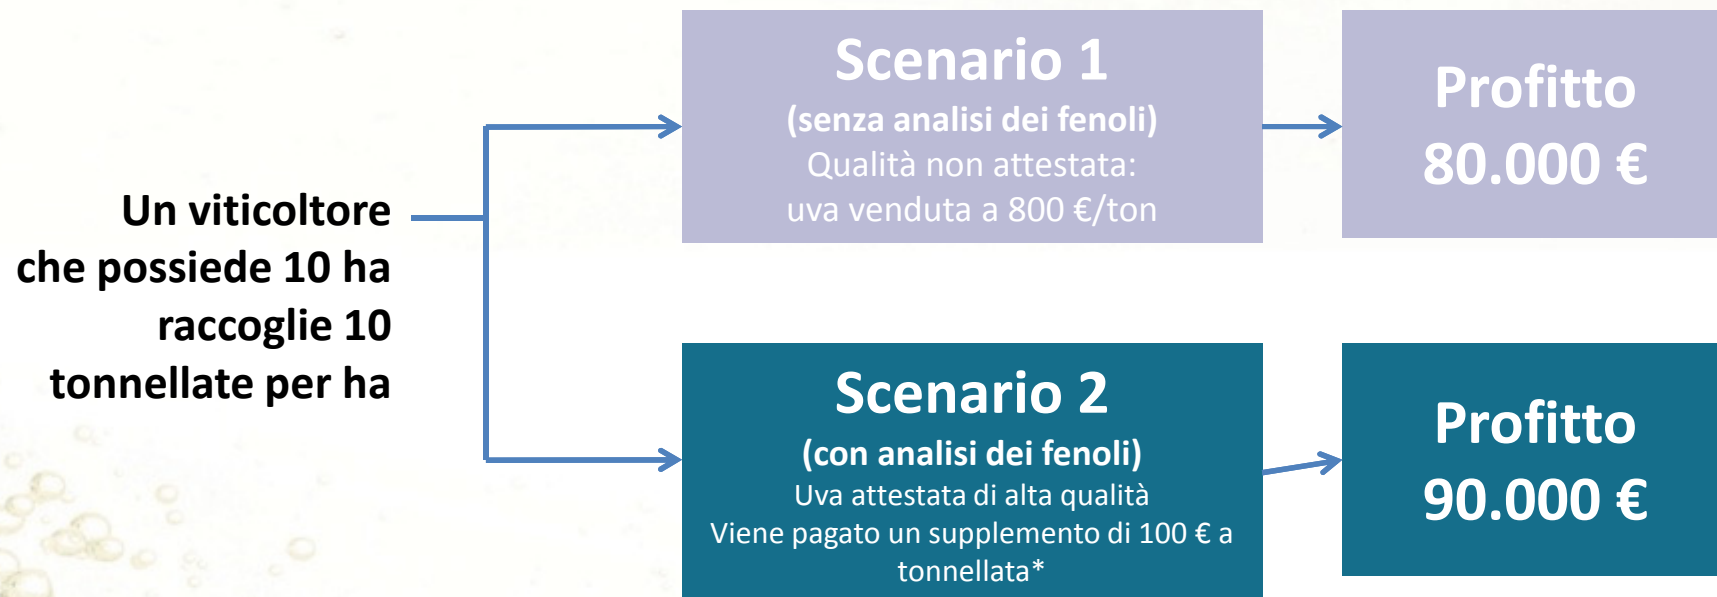 Un viticoltore
che possiede 10 ha
raccoglie 10
tonnellate per ha
Scenario 1
(senza analisi dei fenoli)
Qualità non attestata:
uva venduta a 800 €/ton
Profitto
80.000 €
Scenario 2
(con analisi dei fenoli)
Uva attestata di alta qualità
Viene pagato un supplemento di 100 € a
tonnellata*
Profitto
90.000 €